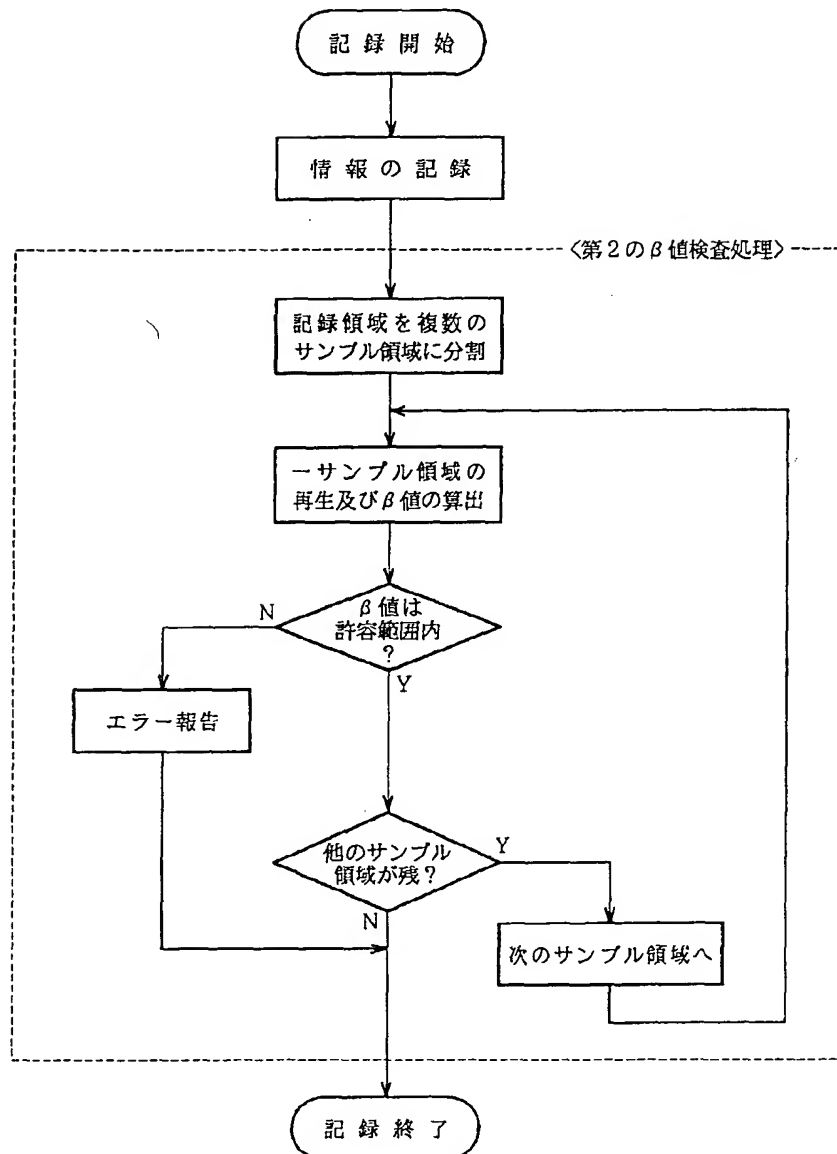 記録開始
情報の記録
〈第2のβ値検査処理〉
記録領域を複数の
サンプル領域に分割
一サンプル領域の
再生及びβ値の算出
β値は
許容範囲内
?
N
Y
エラー報告
他のサンプル
領域が残?
Y
N
次のサンプル領域へ
記録終了